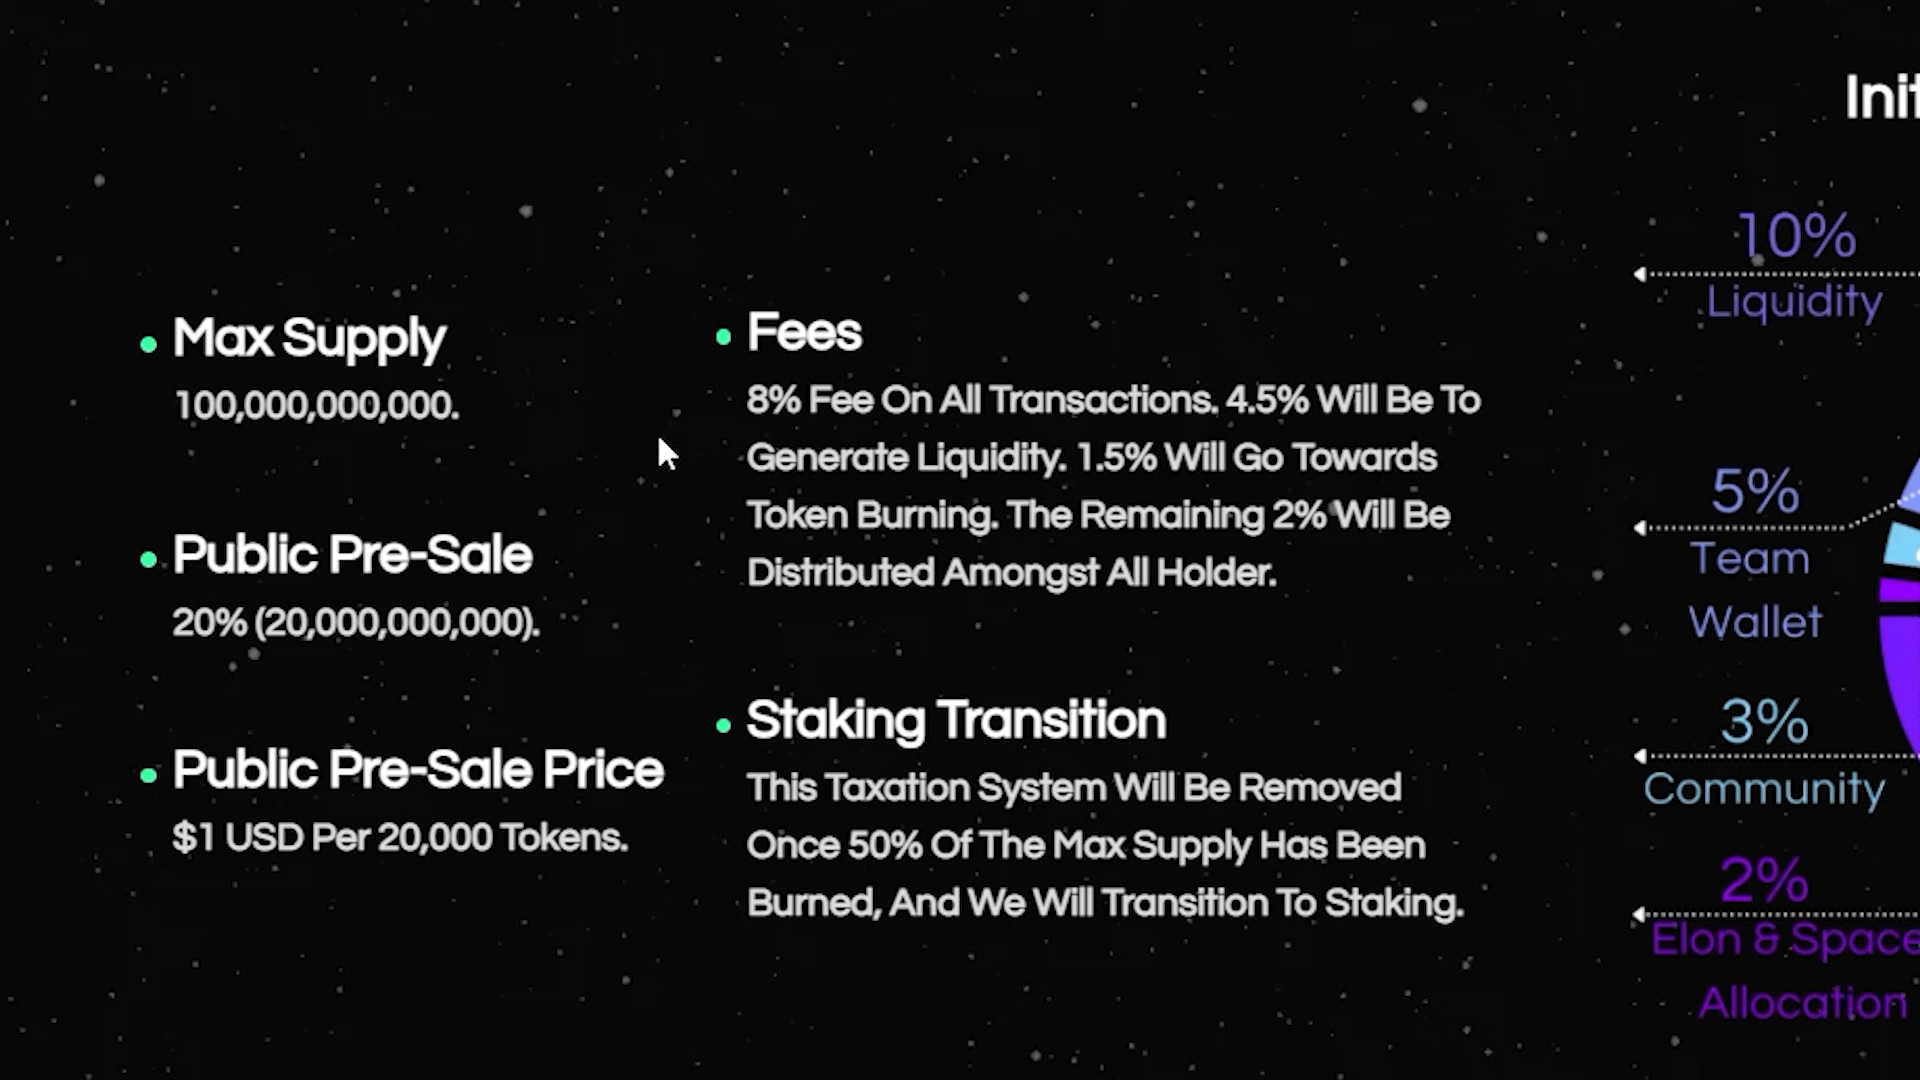 Max Supply
100,000,000,000.
Public Pre-Sale
20% (20,000,000,000).
Public Pre-Sale Price
$1 USD Per 20,000 Tokens.
Fees
8% Fee On All Transactions. 4.5% Will Be To
Generate Liquidity. 1.5% Will Go Towards
Token Burning. The Remaining 2% Will Be
Distributed Amongst All Holder.
Staking Transition
This Taxation System Will Be Removed
Once 50% Of The Max Supply Has Been
Burned, And We Will Transition To Staking.
10%
Liquidity
5%
Team
Wallet
3%
Community
2%
Elon & Space
Allocation